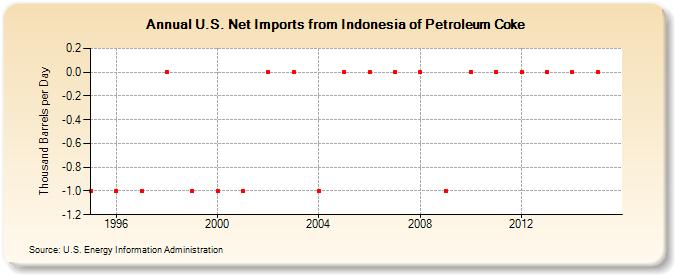 Annual U.S. Net Imports from Indonesia of Petroleum Coke
Thousand Barrels per Day
0.2
0.0
-0.2
-0.4
-0.6
-0.8
-1.0
-1.2
1996 2000 2004 2008 2012
Source: U.S. Energy Information Administration